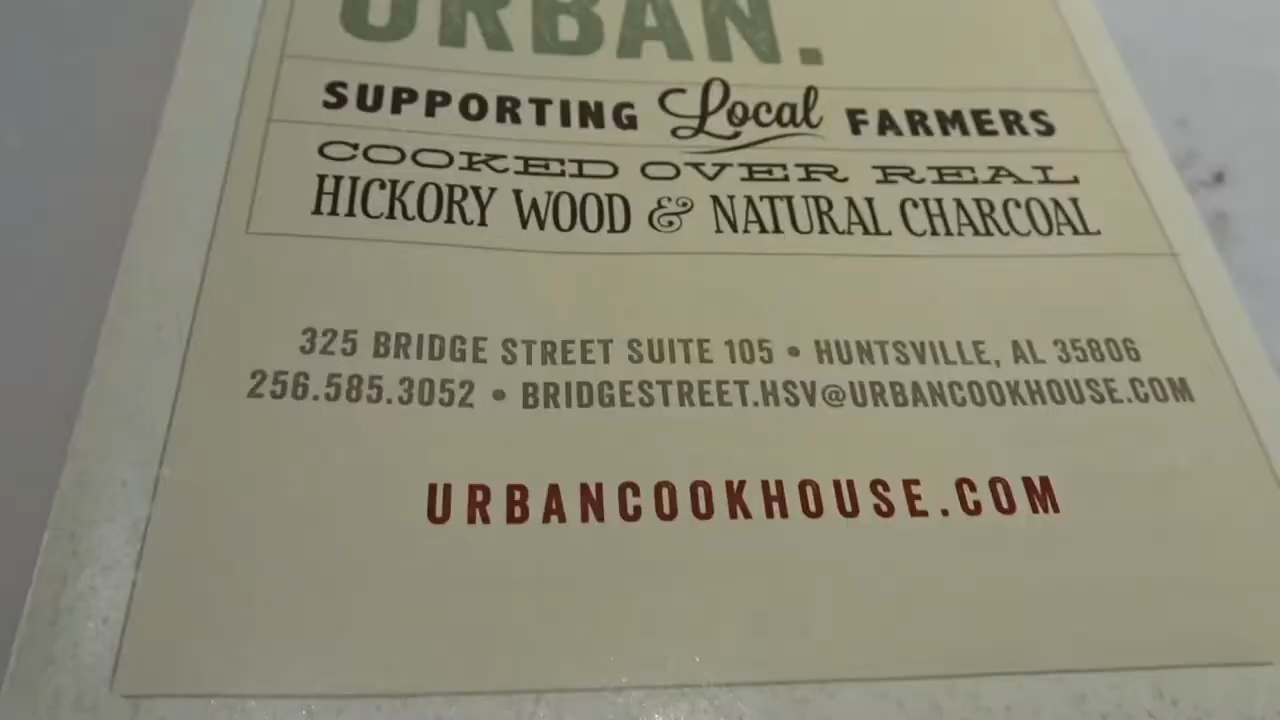 URBAN.
SUPPORTING Local FARMERS
COOKED OVER REAL
HICKORY WOOD & NATURAL CHARCOAL
325 BRIDGE STREET SUITE 105 • HUNTSVILLE, AL 35806
256.585.3052 • BRIDGESTREET.HSV@URBANCOOKHOUSE.COM
URBANCOOKHOUSE.COM